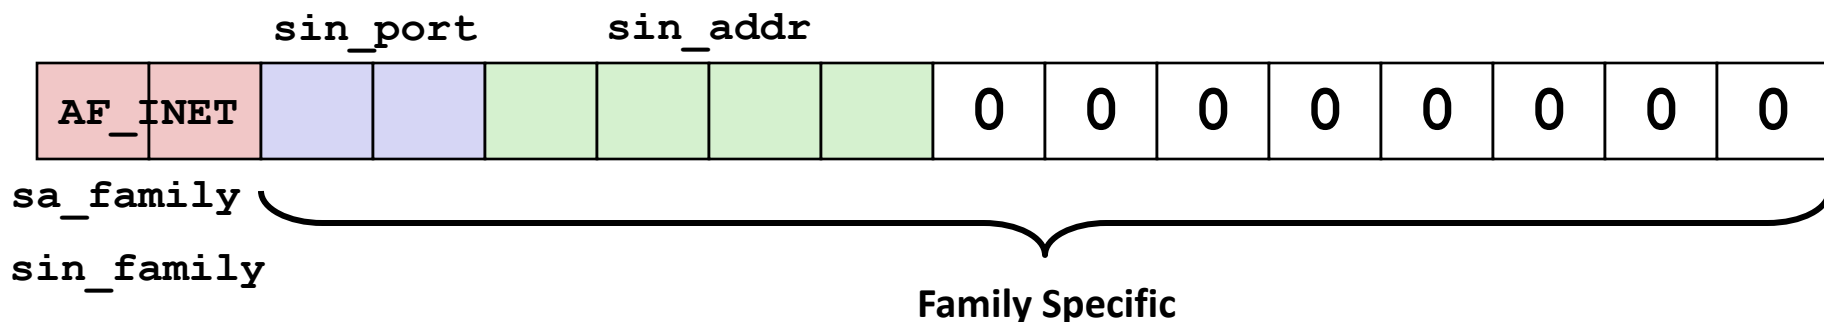 sin_port sin_addr
AF_INET 0 0 0 0 0 0 0 0
sa_family
sin_family
Family Specific